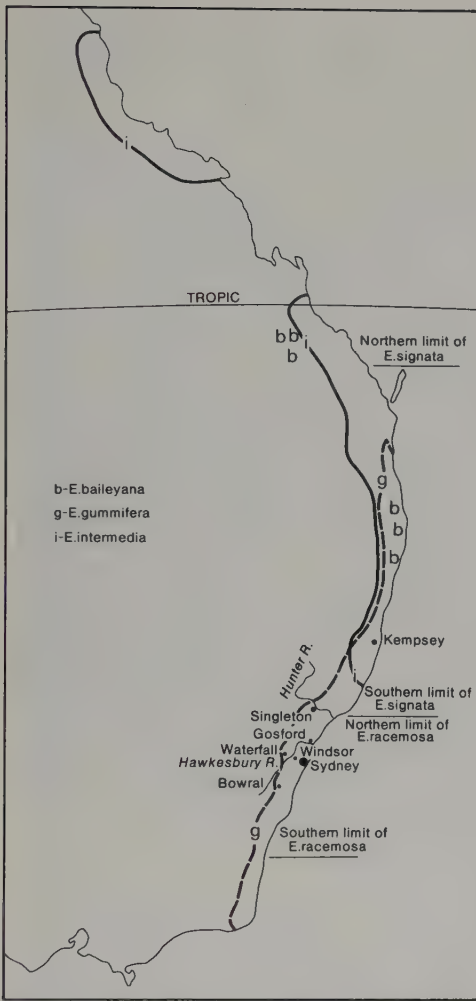 i
TROPIC
b b i
b
Northern limit of
E.signata
b-E.baileyana
g-E.gummifera
i-E.intermedia
g
b
b
b
Kempsey
Hunter R.
i
Southern limit of
E.signata
Northern limit of
E.racemosa
Singleton
Gosford
Waterfall
Windsor
Hawkesbury R.
Sydney
Bowral
g
Southern limit of
E.racemosa